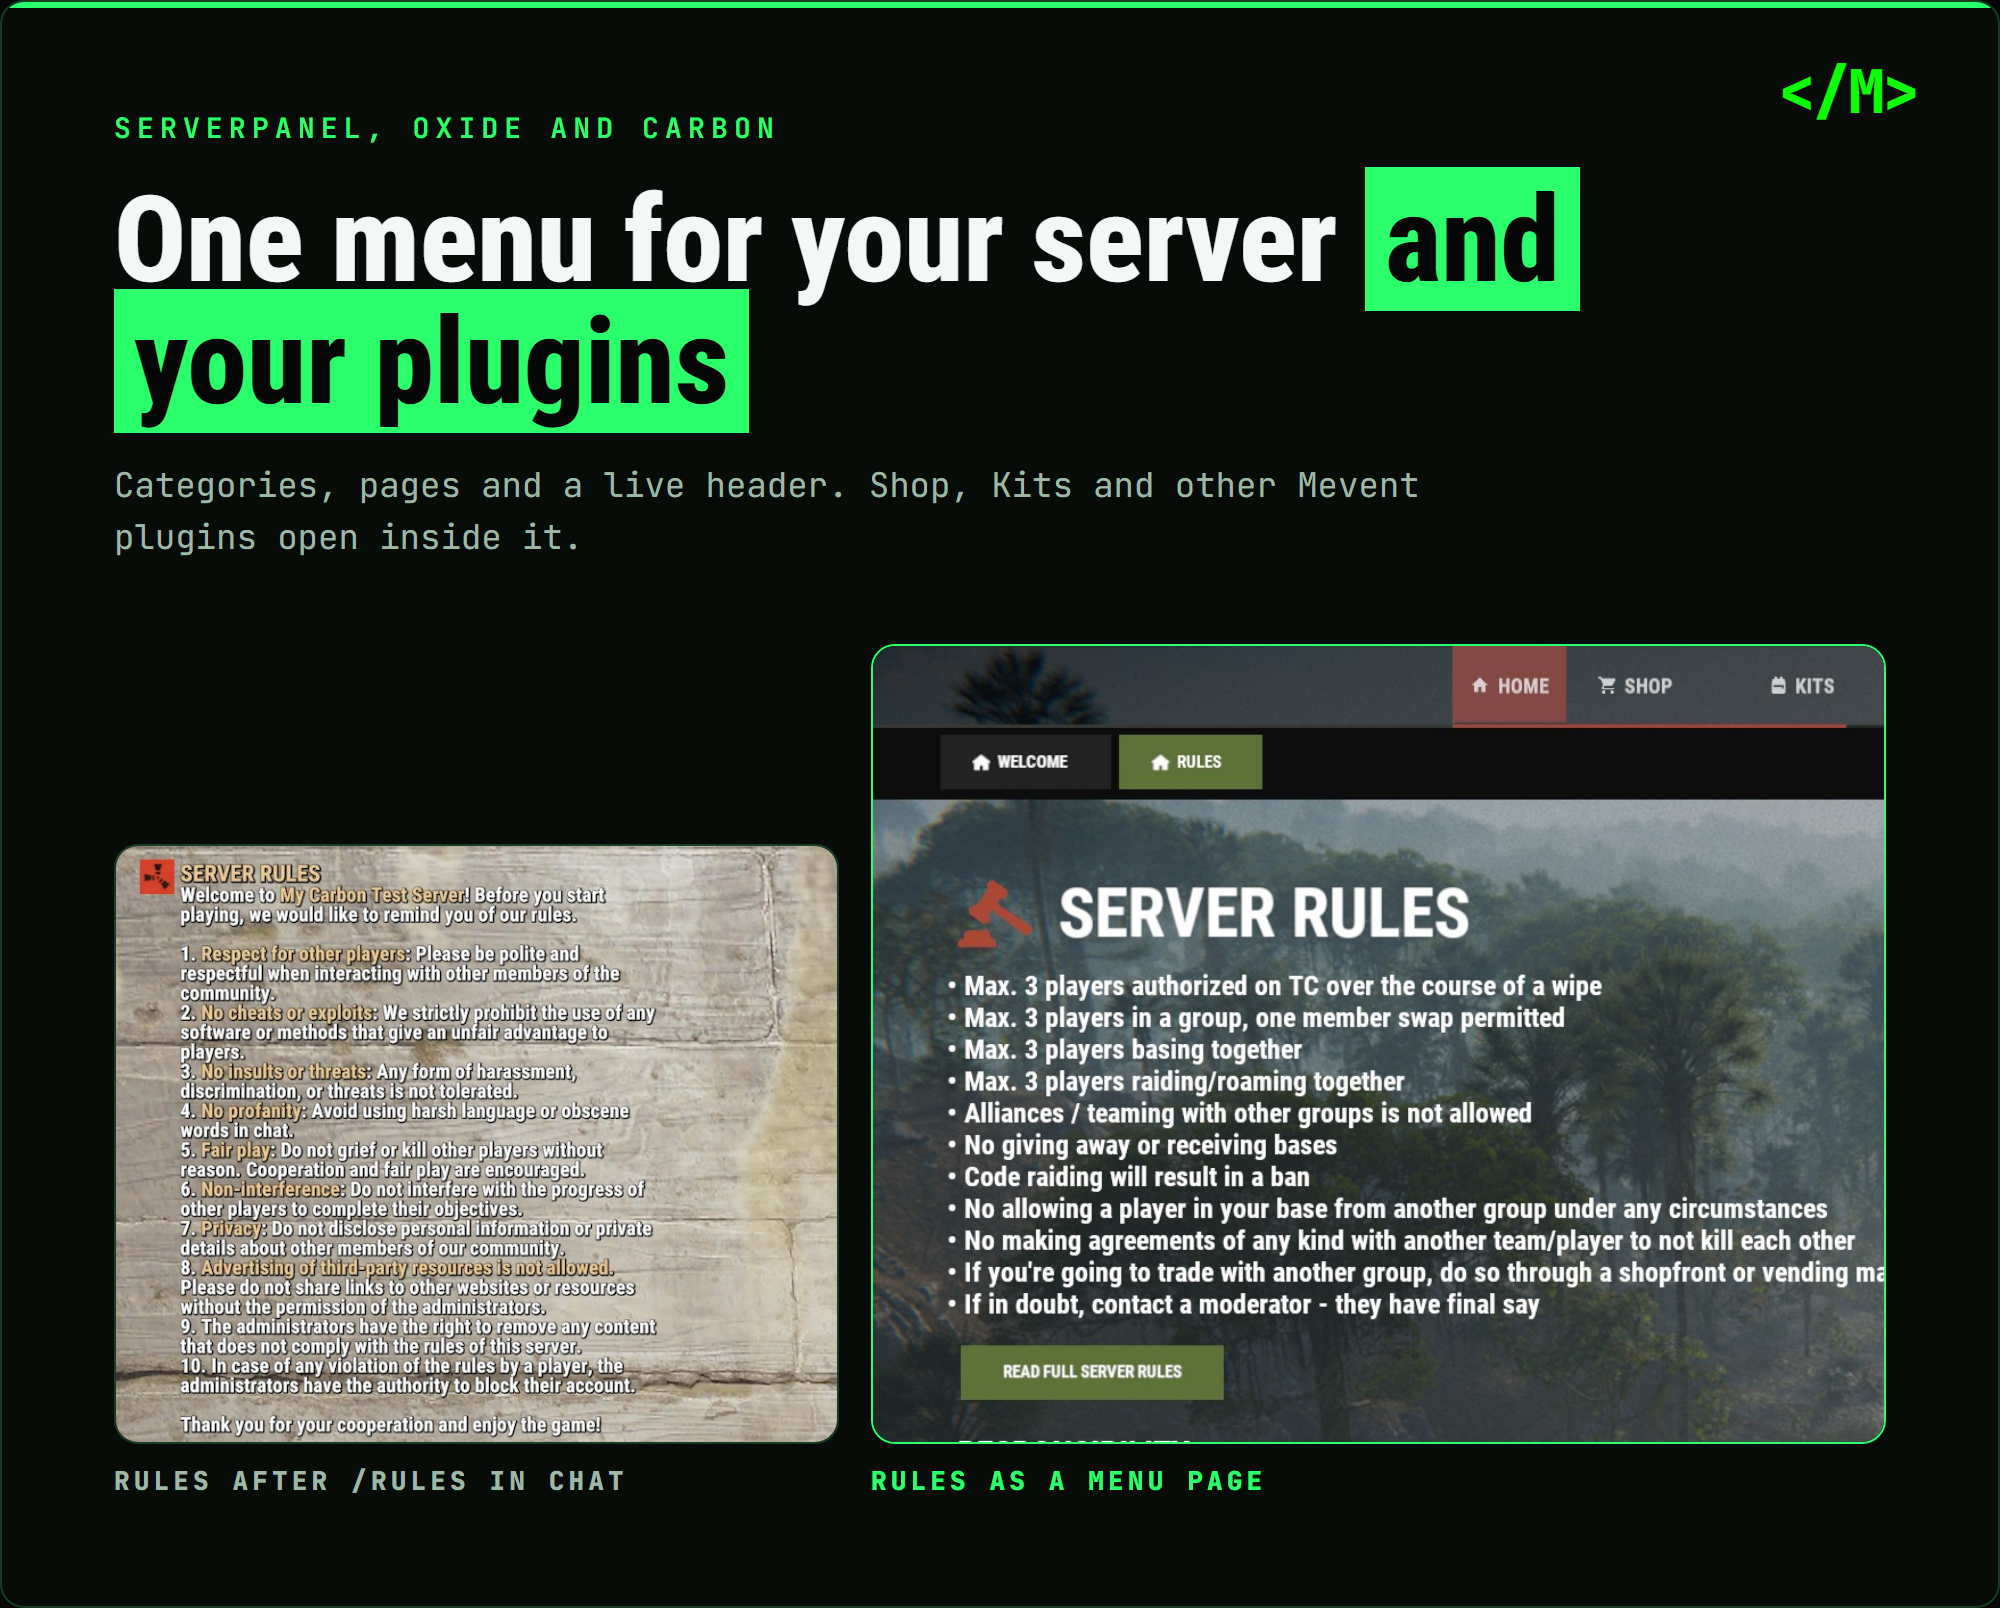 </M>
SERVERPANEL, OXIDE AND CARBON
One menu for your server and
your plugins
Categories, pages and a live header. Shop, Kits and other Mevent
plugins open inside it.
SERVER RULES
Welcome to My Carbon Test Server! Before you start
playing, we would like to remind you of our rules.
1. Respect for other players: Please be polite and
respectful when interacting with other members of the
community.
2. No cheats or exploits: We strictly prohibit the use of any
software or methods that give an unfair advantage to
players.
3. No insults or threats: Any form of harassment,
discrimination, or threats is not tolerated.
4. No profanity: Avoid using harsh language or obscene
words in chat.
5. Fair play: Do not grief or kill other players without
reason. Cooperation and fair play are encouraged.
6. Non-interference: Do not interfere with the progress of
other players to complete their objectives.
7. Privacy: Do not disclose personal information or private
details about other members of our community.
8. Advertising of third-party resources is not allowed.
Please do not share links to other websites or resources
without the permission of the administrators.
9. The administrators have the right to remove any content
that does not comply with the rules of this server.
10. In case of any violation of the rules by a player, the
administrators have the authority to block their account.
Thank you for your cooperation and enjoy the game!
RULES AFTER /RULES IN CHAT
HOME SHOP KITS
WELCOME RULES
SERVER RULES
• Max. 3 players authorized on TC over the course of a wipe
• Max. 3 players in a group, one member swap permitted
• Max. 3 players basing together
• Max. 3 players raiding/roaming together
• Alliances / teaming with other groups is not allowed
• No giving away or receiving bases
• Code raiding will result in a ban
• No allowing a player in your base from another group under any circumstances
• No making agreements of any kind with another team/player to not kill each other
• If you're going to trade with another group, do so through a shopfront or vending ma
• If in doubt, contact a moderator - they have final say
READ FULL SERVER RULES
RULES AS A MENU PAGE